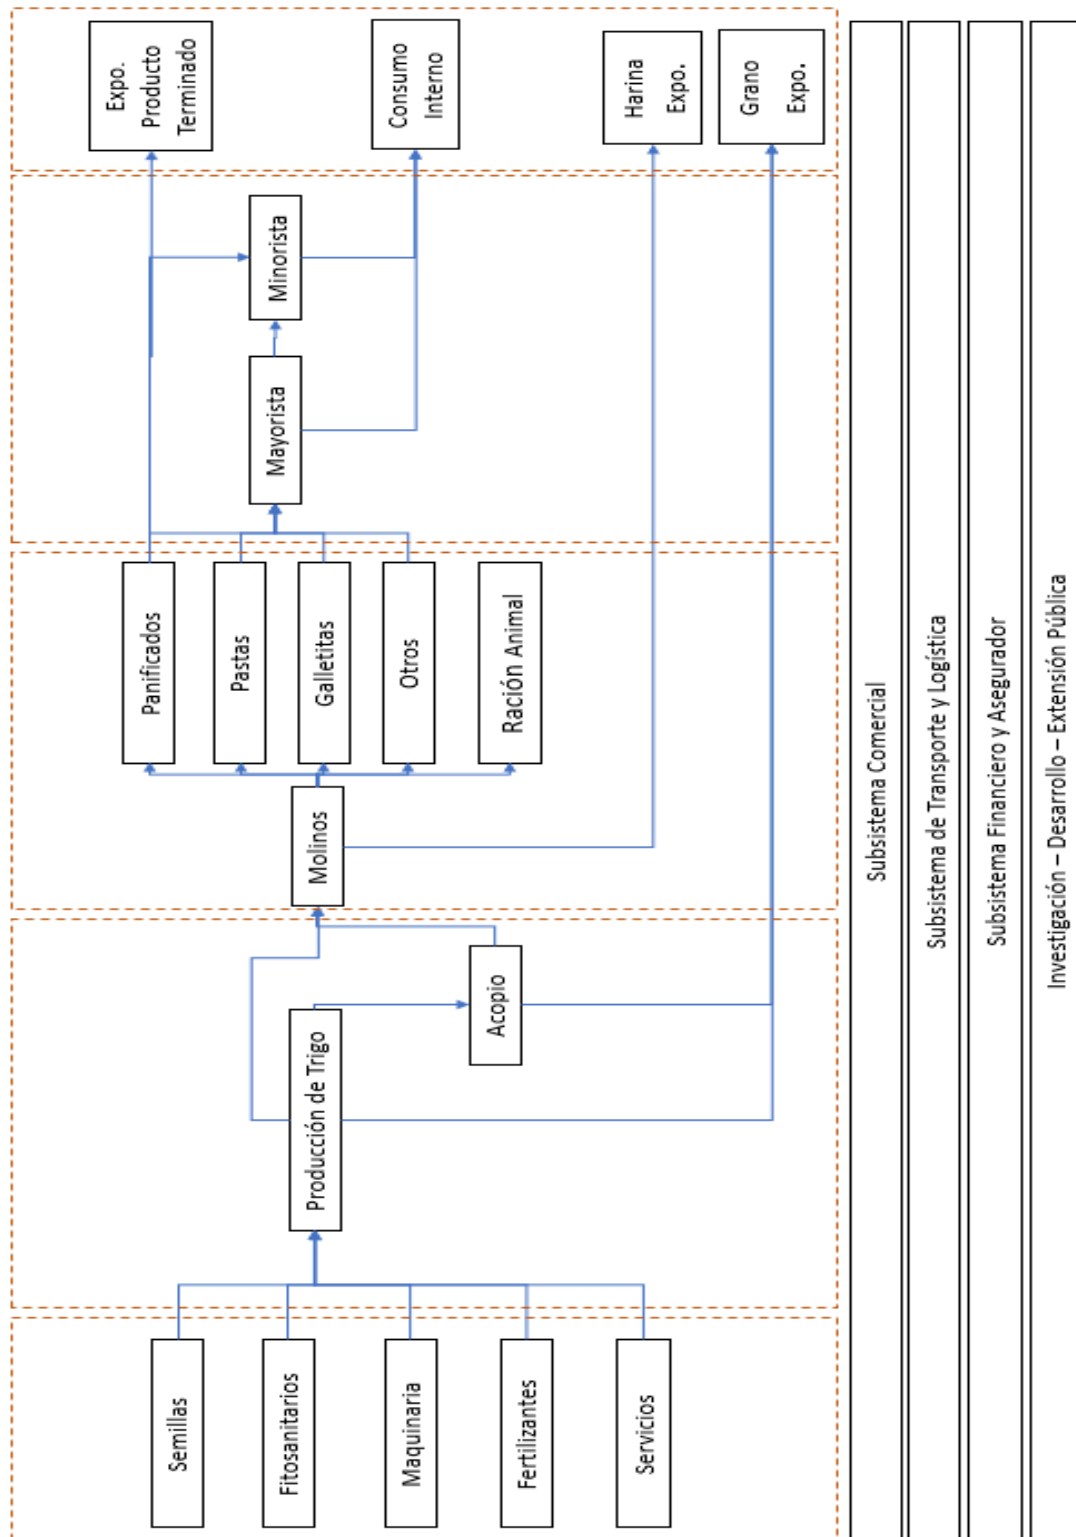 Semillas
Fitosanitarios
Maquinaria
Fertilizantes
Servicios
Producción de Trigo
Acopio
Molinos
Panificados
Pastas
Galletitas
Otros
Ración Animal
Mayorista
Minorista
Expo.
Producto
Terminado
Consumo
Interno
Harina
Expo.
Grano
Expo.
Subsistema Comercial
Subsistema de Transporte y Logística
Subsistema Financiero y Asegurador
Investigación – Desarrollo – Extensión Pública